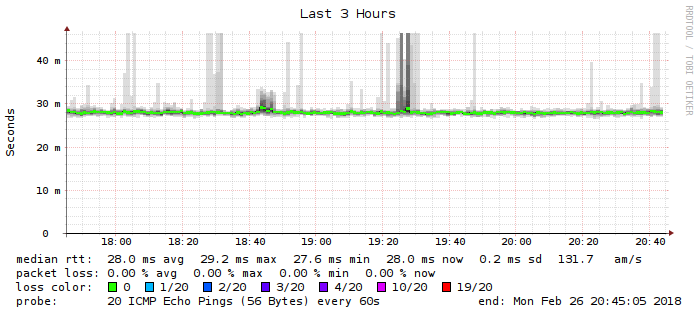 Last 3 Hours
RRDTOOL / TOBI OETIKER
Seconds
40 m
30 m
20 m
10 m
0
18:00 18:20 18:40 19:00 19:20 19:40 20:00 20:20 20:40
median rtt: 28.0 ms avg 29.2 ms max 27.6 ms min 28.0 ms now 0.2 ms sd 131.7 am/s
packet loss: 0.00 % avg 0.00 % max 0.00 % min 0.00 % now
loss color: 0 1/20 2/20 3/20 4/20 10/20 19/20
probe: 20 ICMP Echo Pings (56 Bytes) every 60s end: Mon Feb 26 20:45:05 2018